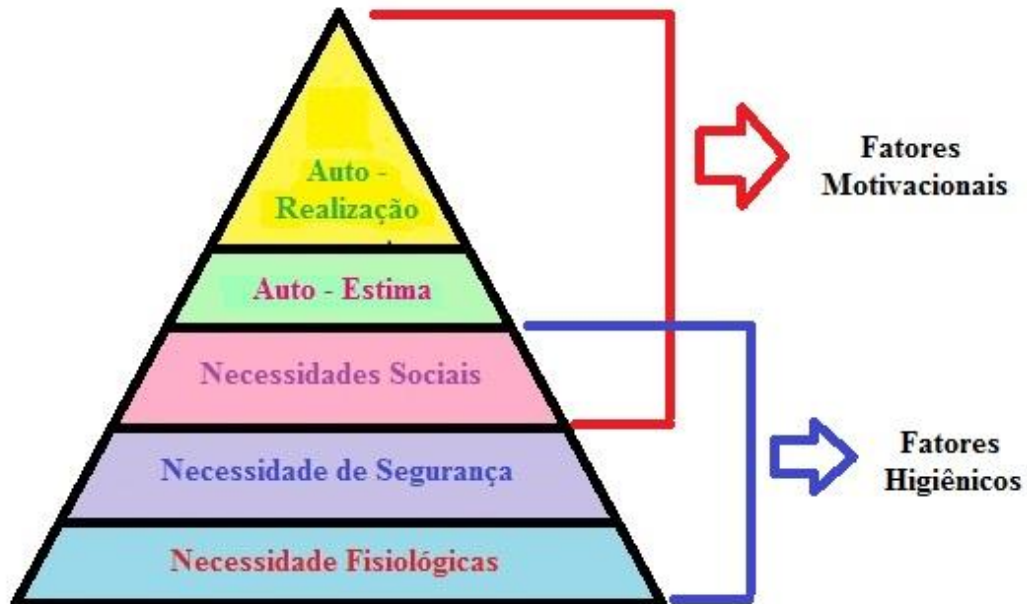 Auto -
Realização
Auto - Estima
Necessidades Sociais
Necessidade de Segurança
Necessidade Fisiológicas
Fatores
Motivacionais
Fatores
Higiênicos